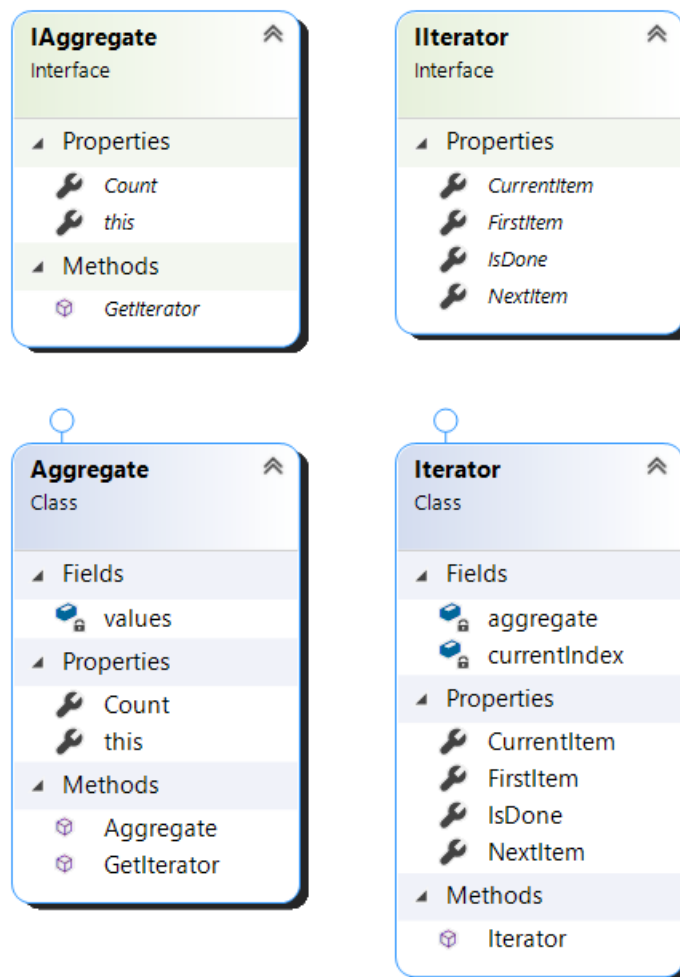 IAggregate
Interface
Properties
Count
this
Methods
GetIterator
IIterator
Interface
Properties
CurrentItem
FirstItem
IsDone
NextItem
Aggregate
Class
Fields
values
Properties
Count
this
Methods
Aggregate
GetIterator
Iterator
Class
Fields
aggregate
currentIndex
Properties
CurrentItem
FirstItem
IsDone
NextItem
Methods
Iterator